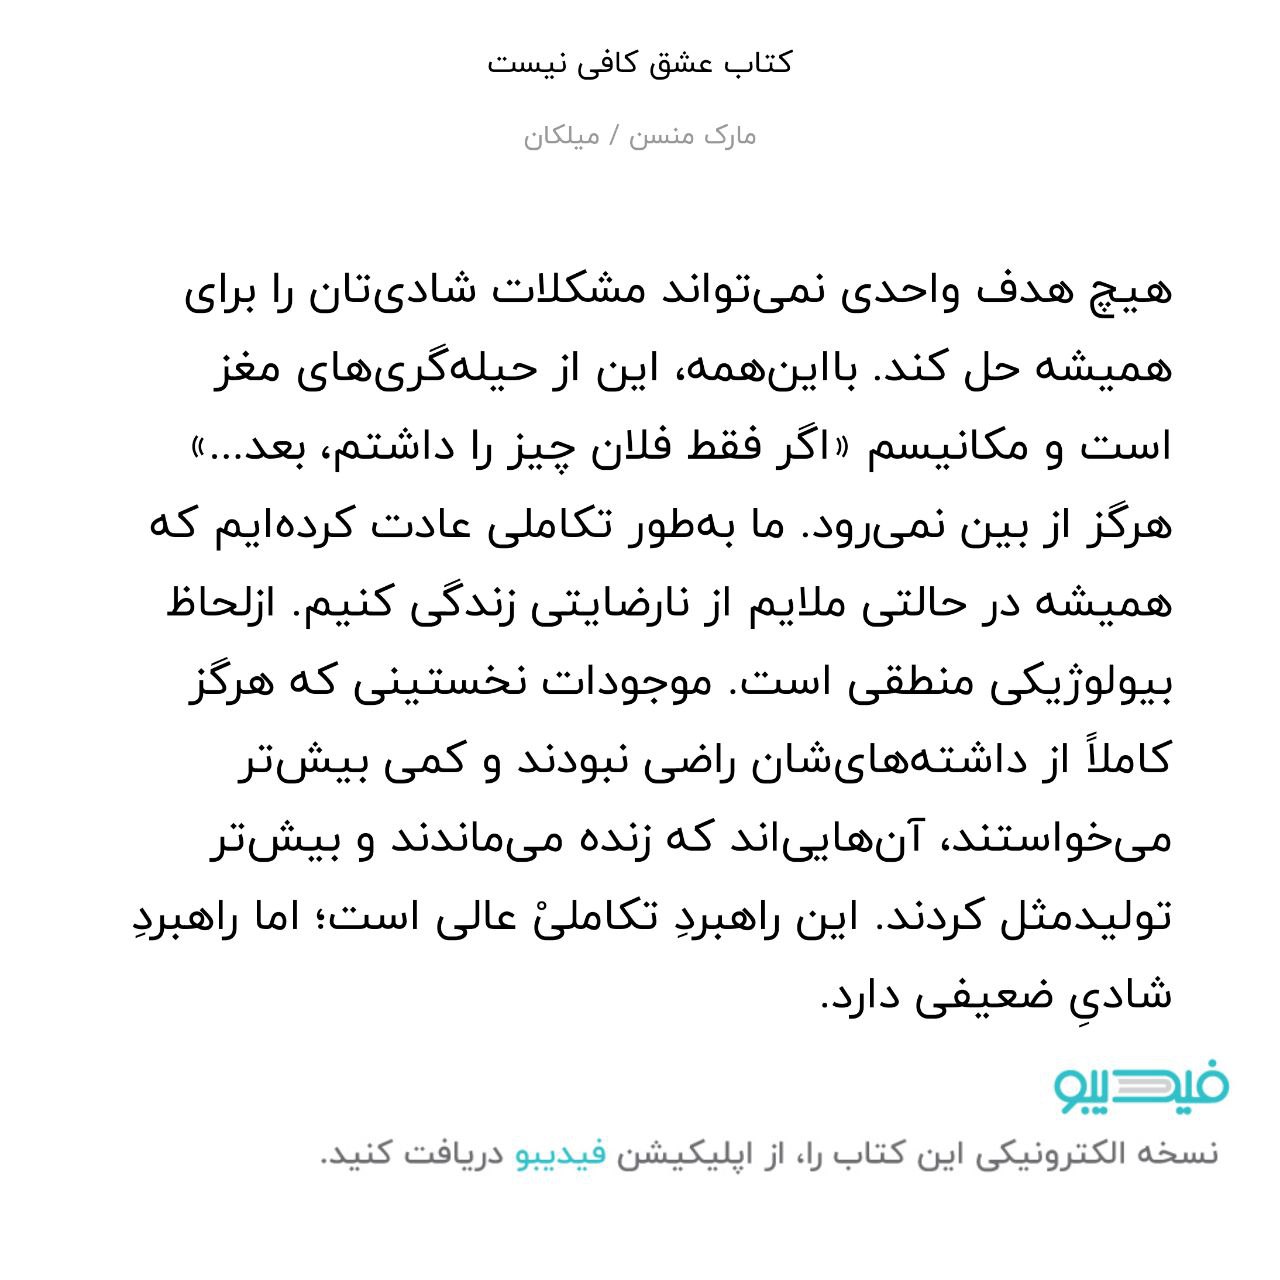 کتاب عشق کافی نیست
مارک منسن / میلکان
هیچ هدف واحدی نمی‌تواند مشکلات شادی‌تان را برای
همیشه حل کند. بااین‌همه، این از حیله‌گری‌های مغز
است و مکانیسم «اگر فقط فلان چیز را داشتم، بعد...»
هرگز از بین نمی‌رود. ما به‌طور تکاملی عادت کرده‌ایم که
همیشه در حالتی ملایم از نارضایتی زندگی کنیم. ازلحاظ
بیولوژیکی منطقی است. موجودات نخستینی که هرگز
کاملاً از داشته‌های‌شان راضی نبودند و کمی بیش‌تر
می‌خواستند، آن‌هایی‌اند که زنده می‌ماندند و بیش‌تر
تولیدمثل کردند. این راهبردِ تکاملیْ عالی است؛ اما راهبردِ
شادیِ ضعیفی دارد.
فیدیبو
نسخه الکترونیکی این کتاب را، از اپلیکیشن فیدیبو دریافت کنید.